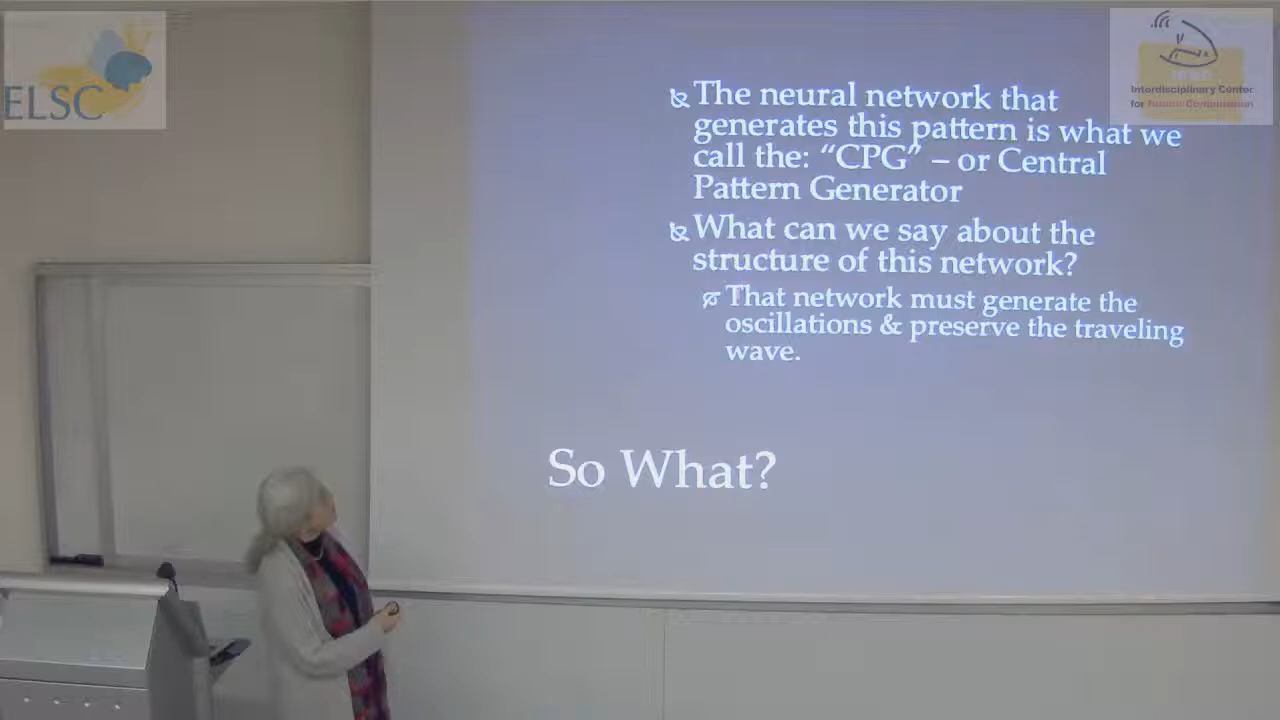 ELSC
Interdisciplinary Center
for Neural Computation
The neural network that
generates this pattern is what we
call the: “CPG” – or Central
Pattern Generator
What can we say about the
structure of this network?
That network must generate the
oscillations & preserve the traveling
wave.
So What?